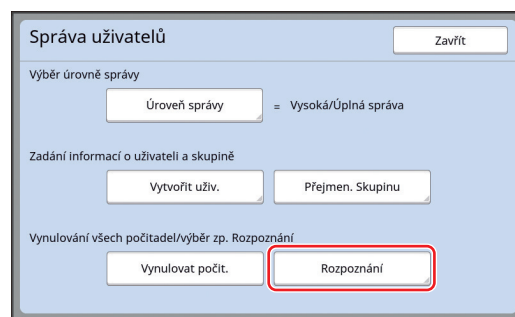 Správa uživatelů
Zavřít
Výběr úrovně správy
Úroveň správy = Vysoká/Úplná správa
Zadání informací o uživateli a skupině
Vytvořit uživ. Přejmen. Skupinu
Vynulování všech počitadel/výběr zp. Rozpoznání
Vynulovat počit. Rozpoznání